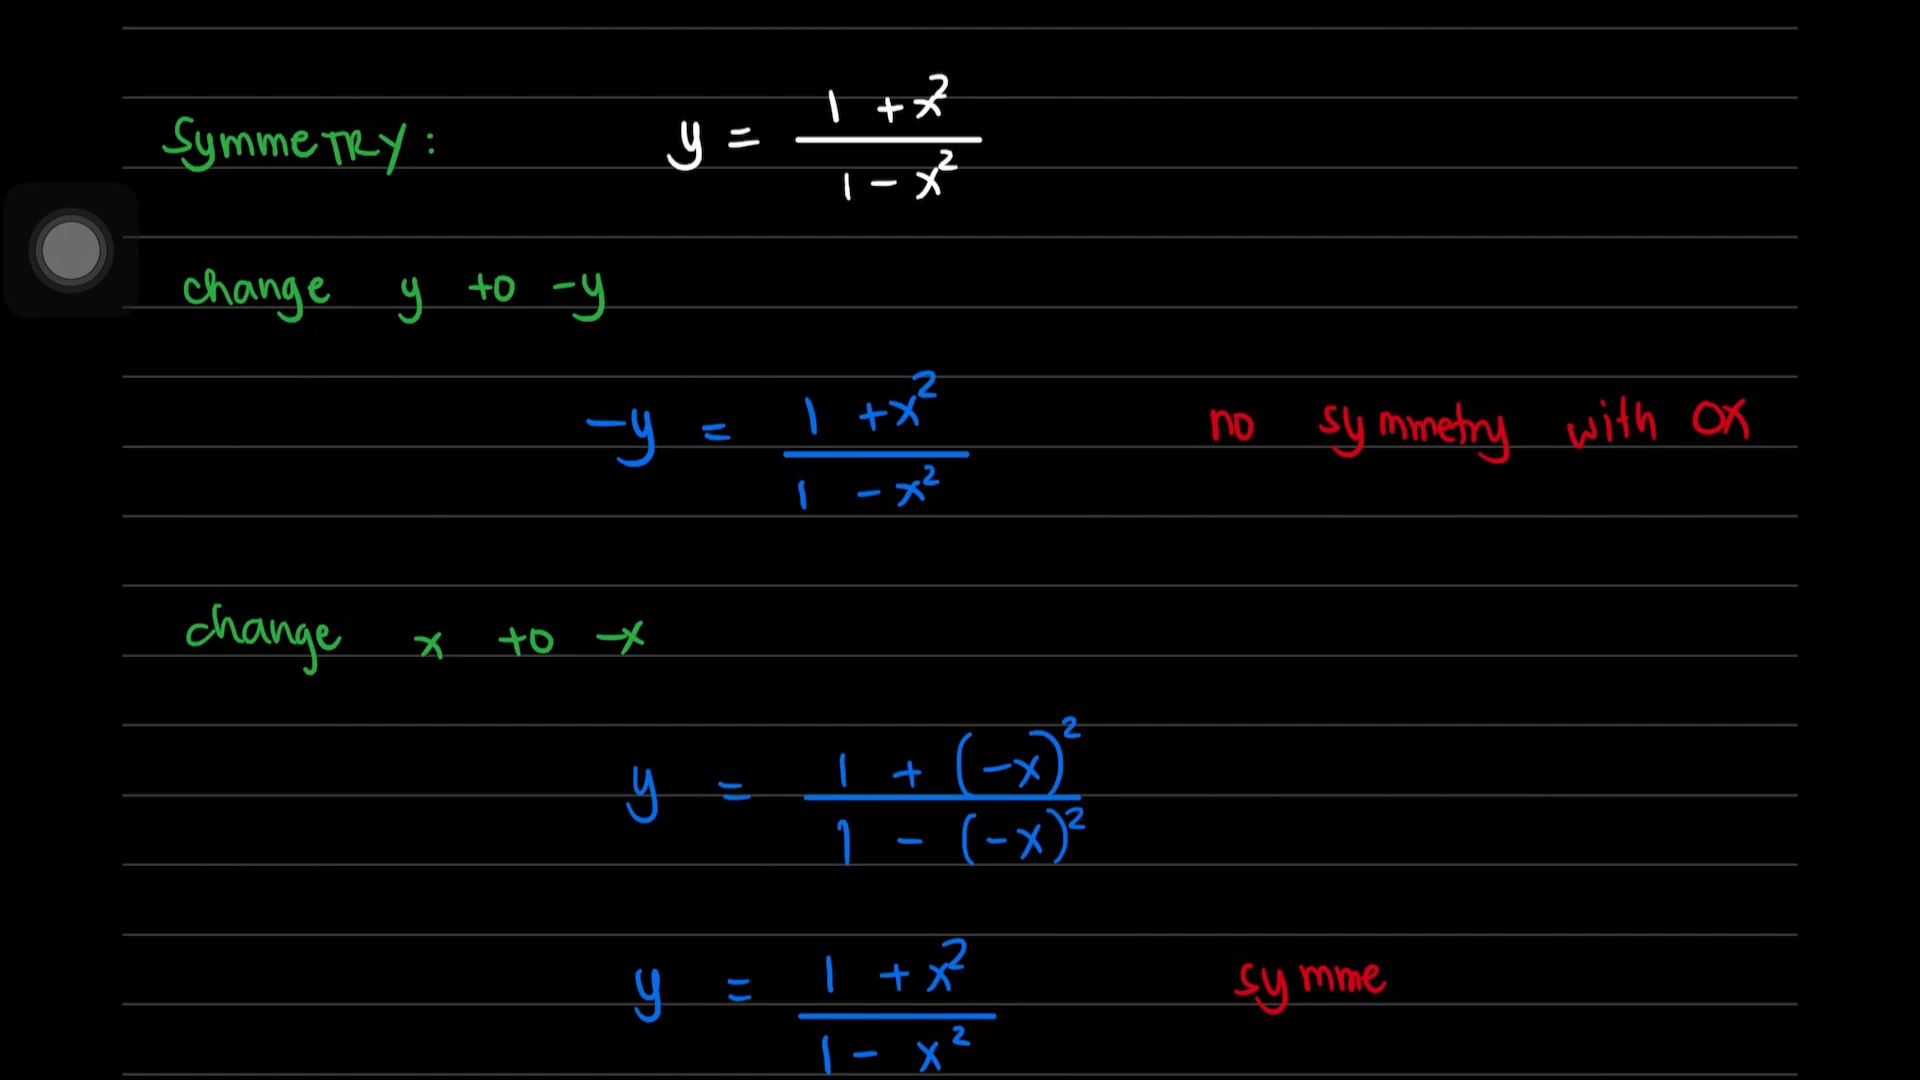 Symmetry: y = (1 + x²)/(1 - x²)
change y to -y
-y = (1 + x²)/(1 - x²) no symmetry with OX
change x to -x
y = (1 + (-x)²)/(1 - (-x)²)
y = (1 + x²)/(1 - x²) symme